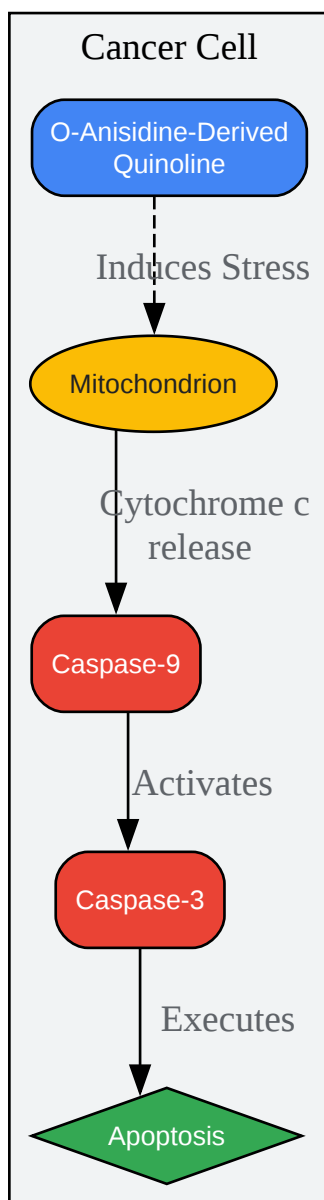 Cancer Cell
O-Anisidine-Derived
Quinoline
Induces Stress
Mitochondrion
Cytochrome c
release
Caspase-9
Activates
Caspase-3
Executes
Apoptosis